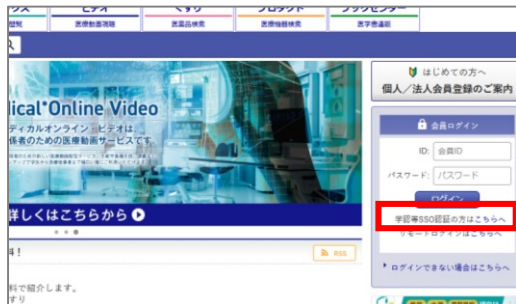 ビデオ
くすり
プロダクト
ブックセンター
医療動画視聴
医薬品検索
医療機器検索
医学書通販
はじめての方へ
個人/法人会員登録のご案内
ical*Online Video
ディカルオンライン ビデオは、
係者のための医療動画サービスです
詳しくはこちらから
会員ログイン
ID: 会員ID
パスワード: パスワード
ログイン
学認等SSO認証の方はこちらへ
リモートログインはこちらへ
ログインできない場合はこちらへ
料!
RSS
料で紹介します。
すり